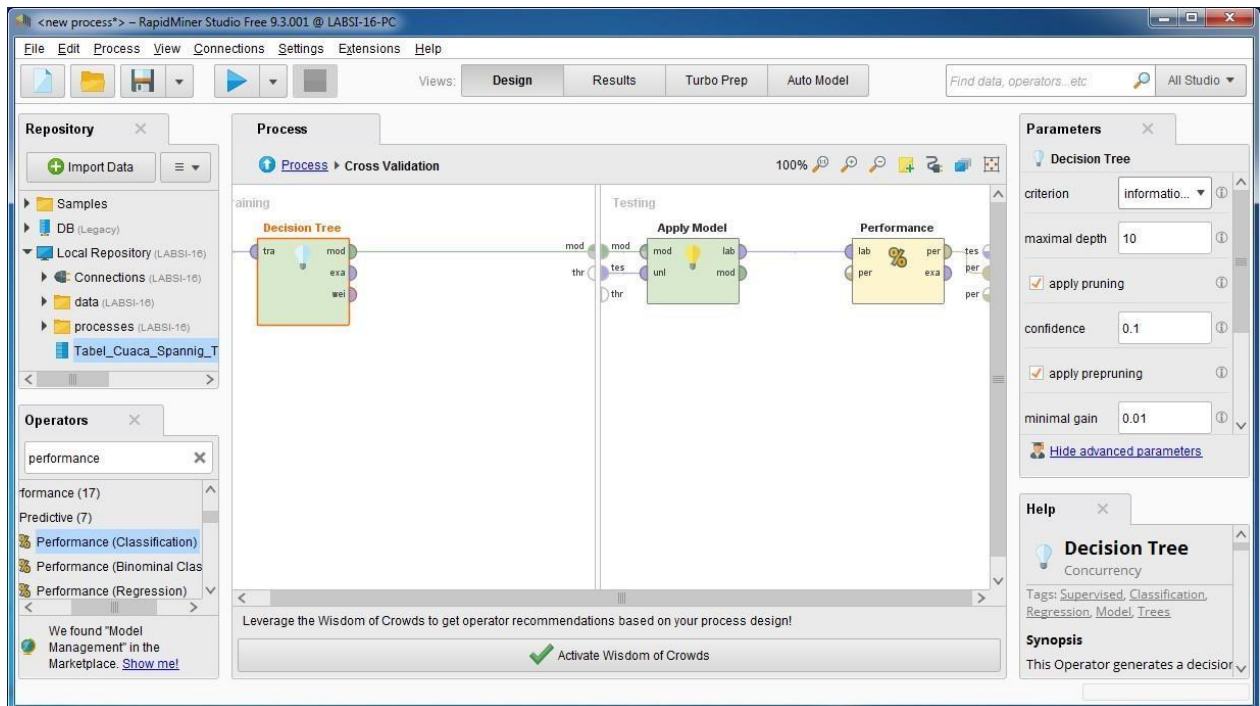 <new process*> – RapidMiner Studio Free 9.3.001 @ LABSI-16-PC
File Edit Process View Connections Settings Extensions Help
Views: Design Results Turbo Prep Auto Model
Find data, operators...etc
All Studio
Repository
Import Data
Samples
DB (Legacy)
Local Repository (LABSI-16)
Connections (LABSI-16)
data (LABSI-16)
processes (LABSI-16)
Tabel_Cuaca_Spannig_T
Operators
performance
formance (17)
Predictive (7)
Performance (Classification)
Performance (Binominal Clas
Performance (Regression)
We found "Model
Management" in the
Marketplace. Show me!
Process
Process Cross Validation
100%
aining
Decision Tree
tra mod
exa
wei
mod
thr
Testing
mod
tes
thr
Apply Model
mod lab
unl mod
Performance
lab % per
per exa
tes
per
per
Leverage the Wisdom of Crowds to get operator recommendations based on your process design!
Activate Wisdom of Crowds
Parameters
Decision Tree
criterion informatio...
maximal depth 10
apply pruning
confidence 0.1
apply prepruning
minimal gain 0.01
Hide advanced parameters
Help
Decision Tree
Concurrency
Tags: Supervised, Classification,
Regression, Model, Trees
Synopsis
This Operator generates a decision